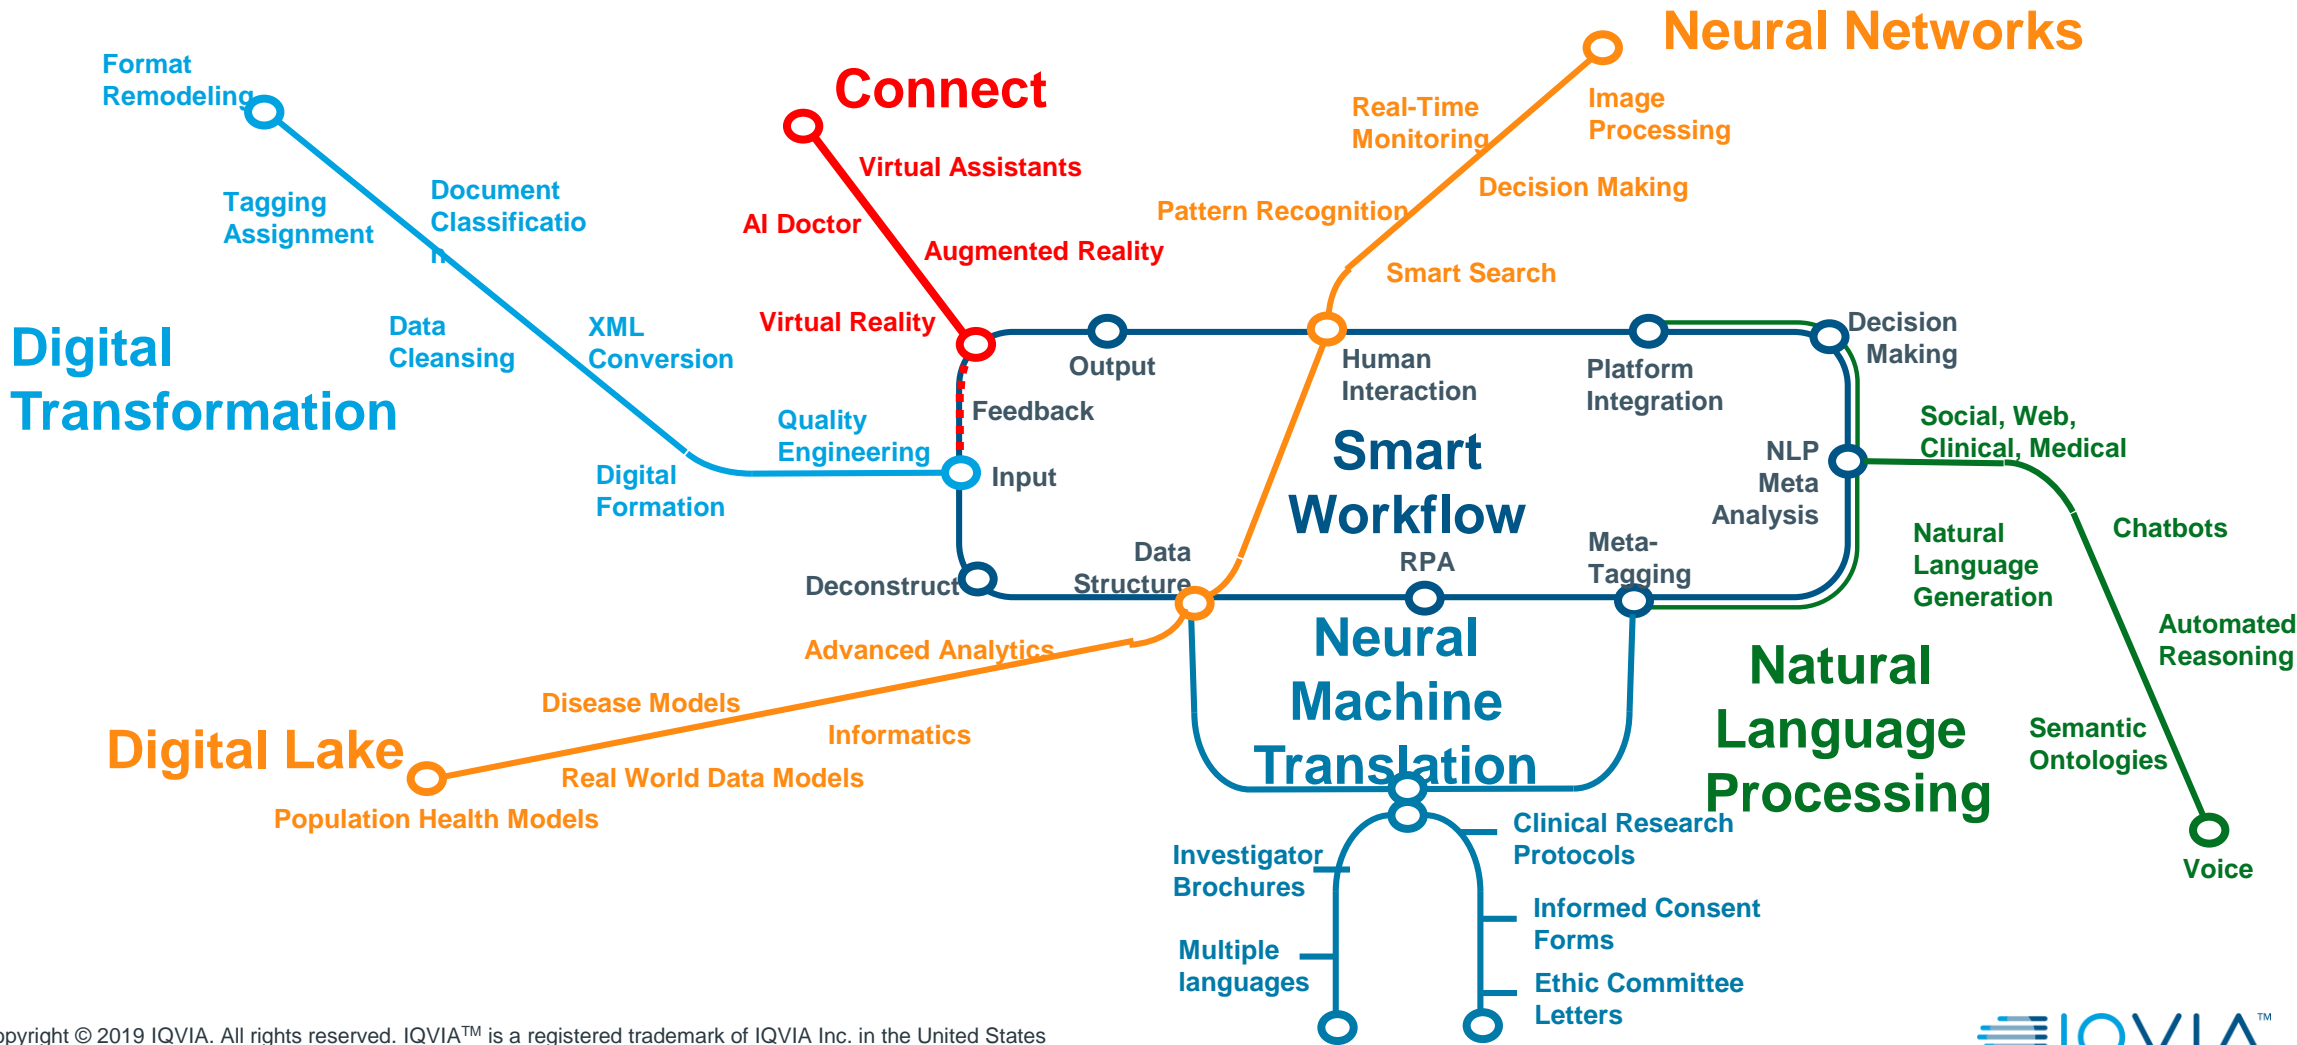 Neural Networks
Format
Remodeling
Connect
Real-Time
Monitoring
Image
Processing
Virtual Assistants
Decision Making
Tagging
Assignment
Document
Classificatio
n
Pattern Recognition
AI Doctor
Augmented Reality
Smart Search
Digital
Transformation
Data
Cleansing
XML
Conversion
Virtual Reality
Output
Human
Interaction
Platform
Integration
Decision
Making
Feedback
Quality
Engineering
Input
Digital
Formation
Smart
Workflow
NLP
Meta
Analysis
Social, Web,
Clinical, Medical
Chatbots
Natural
Language
Generation
Deconstruct
Data
Structure
RPA
Meta-
Tagging
Automated
Reasoning
Advanced Analytics
Neural
Machine
Translation
Natural
Language
Processing
Disease Models
Informatics
Digital Lake
Real World Data Models
Population Health Models
Semantic
Ontologies
Voice
Investigator
Brochures
Clinical Research
Protocols
Multiple
languages
Informed Consent
Forms
Ethic Committee
Letters
opyright © 2019 IQVIA. All rights reserved. IQVIA™ is a registered trademark of IQVIA Inc. in the United States
IQVIA™